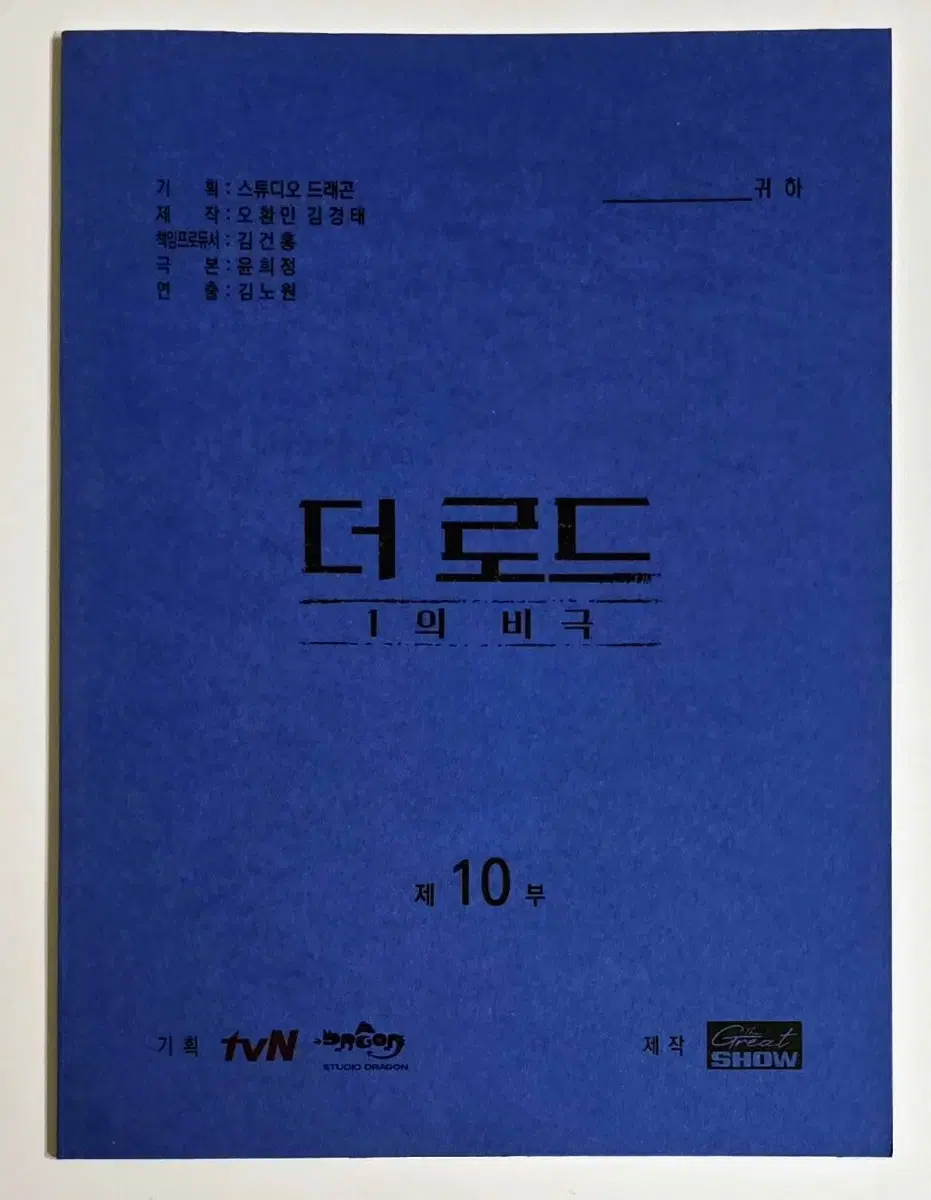 기 획 : 스튜디오 드래곤
귀 하
제 작 : 오환민 김경태
책임프로듀서 : 김건홍
극 본 : 윤희정
연 출 : 김노원
더 로드
1의 비극
제 10 부
기 획 tvN DRAGON STUDIO DRAGON
제 작 The Great SHOW